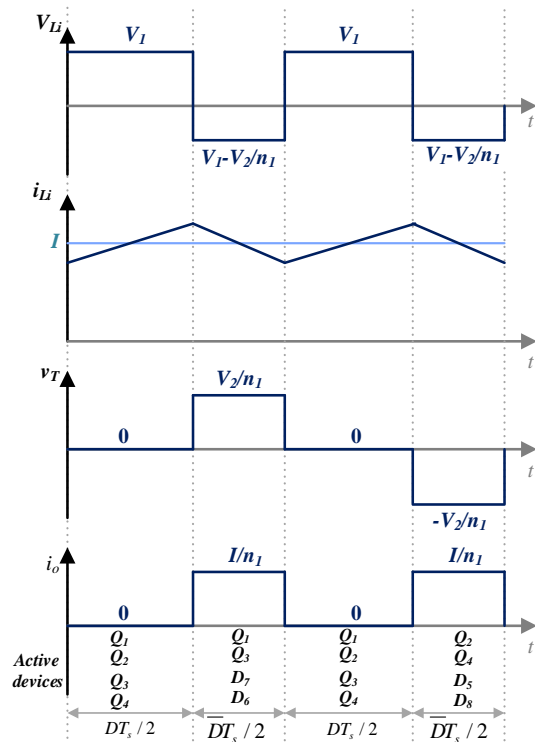 V_Li
V_1
V_1
t
V_1-V_2/n_1
V_1-V_2/n_1
i_Li
I
t
v_T
V_2/n_1
0
0
t
-V_2/n_1
i_o
I/n_1
I/n_1
0
0
t
Active devices
Q_1 Q_2 Q_3 Q_4
Q_1 Q_3 D_7 D_6
Q_1 Q_2 Q_3 Q_4
Q_2 Q_4 D_5 D_8
DT_s / 2
D̅T_s / 2
DT_s / 2
D̅T_s / 2